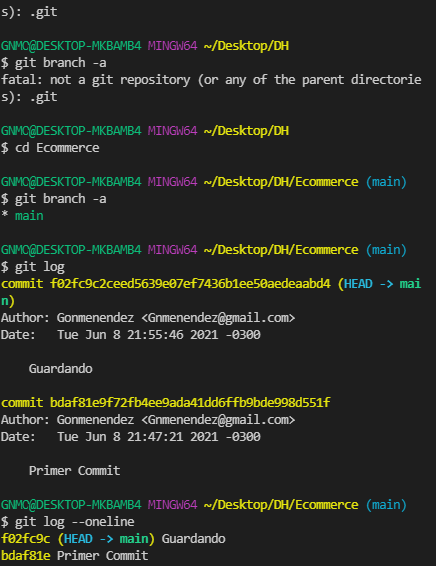 s): .git
GNMO@DESKTOP-MKBAMB4 MINGW64 ~/Desktop/DH
$ git branch -a
fatal: not a git repository (or any of the parent directorie
s): .git
GNMO@DESKTOP-MKBAMB4 MINGW64 ~/Desktop/DH
$ cd Ecommerce
GNMO@DESKTOP-MKBAMB4 MINGW64 ~/Desktop/DH/Ecommerce (main)
$ git branch -a
* main
GNMO@DESKTOP-MKBAMB4 MINGW64 ~/Desktop/DH/Ecommerce (main)
$ git log
commit f02fc9c2ceed5639e07ef7436b1ee50aedeaabd4 (HEAD -> mai
n)
Author: Gonmenendez <Gnmenendez@gmail.com>
Date:   Tue Jun 8 21:55:46 2021 -0300
Guardando
commit bdaf81e9f72fb4ee9ada41dd6ffb9bde998d551f
Author: Gonmenendez <Gnmenendez@gmail.com>
Date:   Tue Jun 8 21:47:21 2021 -0300
Primer Commit
GNMO@DESKTOP-MKBAMB4 MINGW64 ~/Desktop/DH/Ecommerce (main)
$ git log --oneline
f02fc9c (HEAD -> main) Guardando
bdaf81e Primer Commit